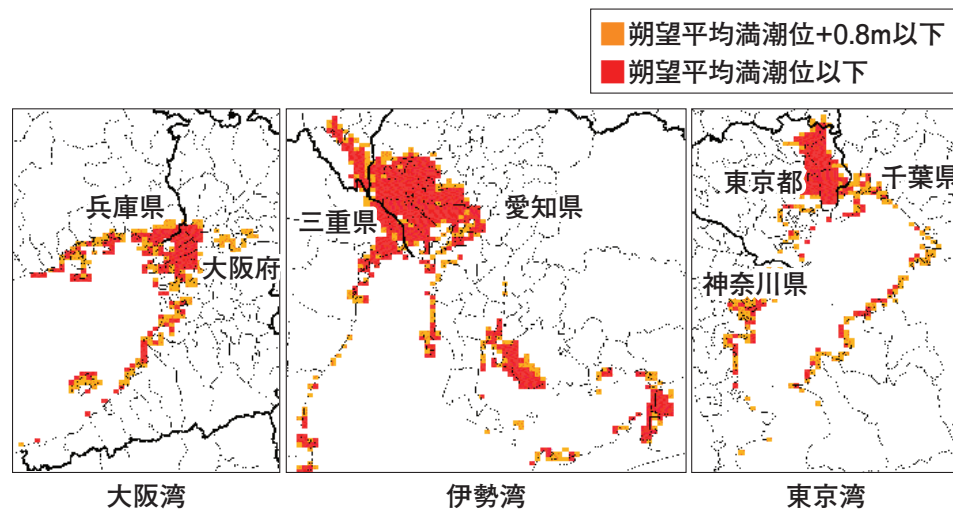 朔望平均満潮位+0.8m以下
朔望平均満潮位以下
兵庫県
大阪府
三重県
愛知県
東京都
千葉県
神奈川県
大阪湾
伊勢湾
東京湾